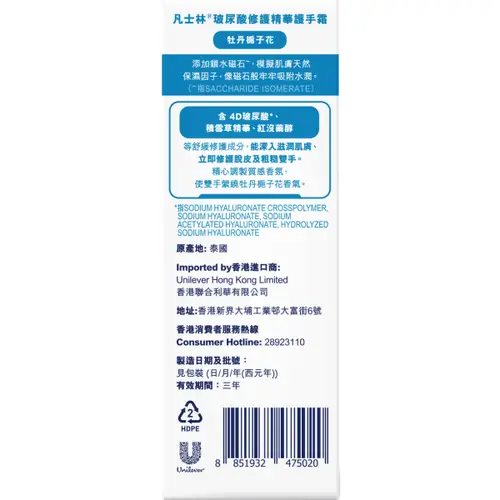 凡士林®玻尿酸修護精華護手霜
牡丹梔子花
添加鎖水磁石~, 模擬肌膚天然
保濕因子, 像磁石般牢牢吸附水潤。
(~指SACCHARIDE ISOMERATE)
含 4D玻尿酸*、
積雪草精華、紅沒藥醇
等舒緩修護成分, 能深入滋潤肌膚、
立即修護脫皮及粗糙雙手。
精心調製質感香氛,
使雙手縈繞牡丹梔子花香氣。
*指SODIUM HYALURONATE CROSSPOLYMER,
SODIUM HYALURONATE, SODIUM
ACETYLATED HYALURONATE. HYDROLYZED
SODIUM HYALURONATE
原產地: 泰國
Imported by香港進口商:
Unilever Hong Kong Limited
香港聯合利華有限公司
地址:香港新界大埔工業邨大富街6號
香港消費者服務熱線
Consumer Hotline: 28923110
製造日期及批號:
見包裝 (日/月/年(西元年))
有效期間: 三年
2
HDPE
Unilever
8 851932 475020